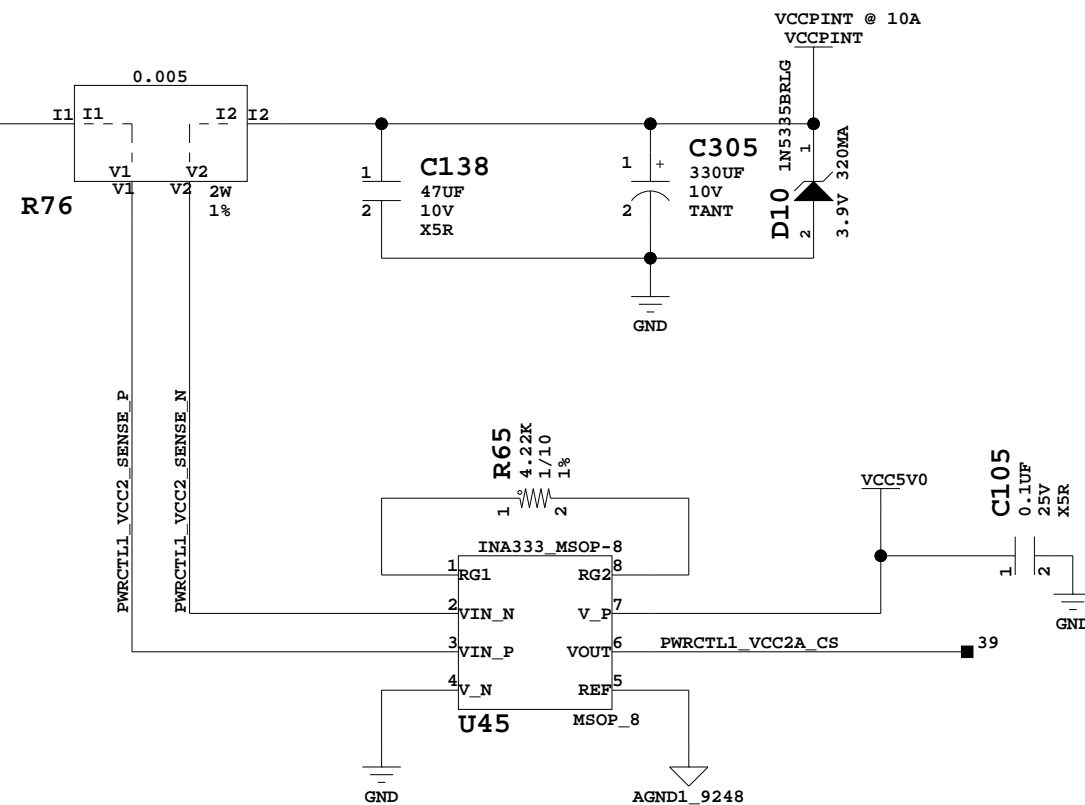 VCCPINT @ 10A
VCCPINT
0.005
I1 I1 I2 I2
V1 V2
V1 V2
2W
1%
R76
1
2
C138
47UF
10V
X5R
1 +
2
C305
330UF
10V
TANT
1N5335BRLG
D10
1
2
3.9V 320MA
GND
PWRCTL1_VCC2_SENSE_P
PWRCTL1_VCC2_SENSE_N
R65
4.22K
1/10
1%
1 2
VCC5V0
C105
0.1UF
25V
X5R
1 2
GND
INA333_MSOP-8
1 RG1 RG2 8
2 VIN_N V_P 7
3 VIN_P VOUT 6
4 V_N REF 5
PWRCTL1_VCC2A_CS 39
U45
MSOP_8
GND
AGND1_9248